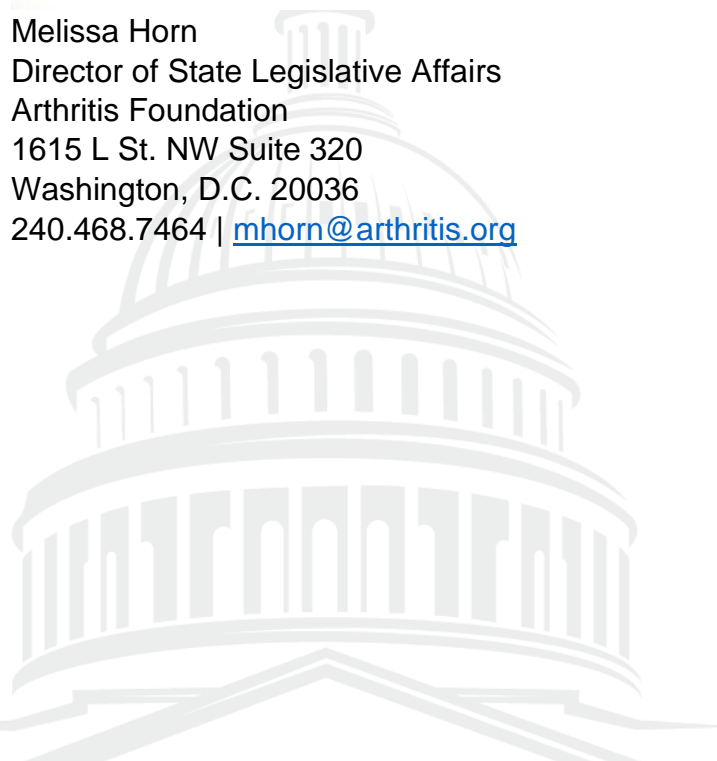 Melissa Horn
Director of State Legislative Affairs
Arthritis Foundation
1615 L St. NW Suite 320
Washington, D.C. 20036
240.468.7464 | mhorn@arthritis.org